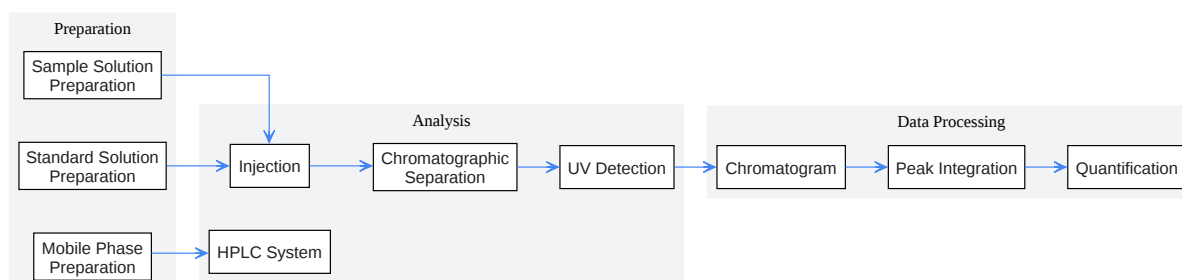 Preparation
Sample Solution
Preparation
Standard Solution
Preparation
Mobile Phase
Preparation
Analysis
Injection
Chromatographic
Separation
UV Detection
HPLC System
Data Processing
Chromatogram
Peak Integration
Quantification